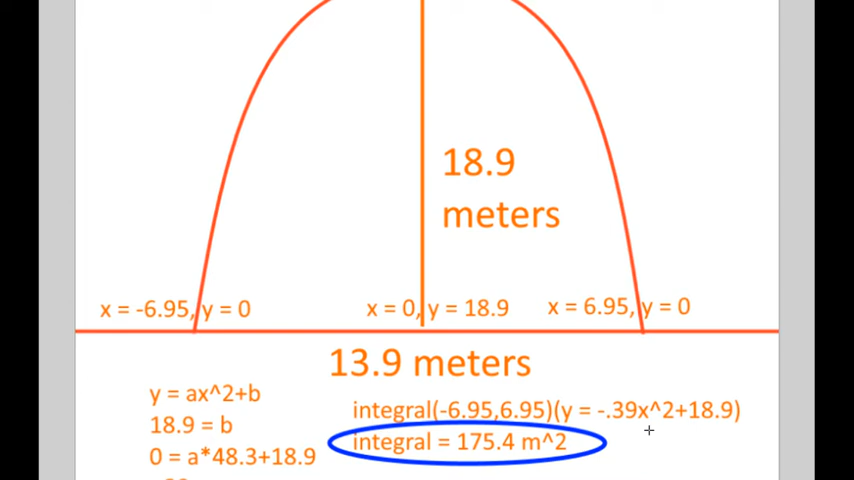 18.9
meters
x = -6.95, y = 0
x = 0, y = 18.9
x = 6.95, y = 0
13.9 meters
y = ax^2+b
18.9 = b
0 = a*48.3+18.9
integral(-6.95,6.95)(y = -.39x^2+18.9)
integral = 175.4 m^2